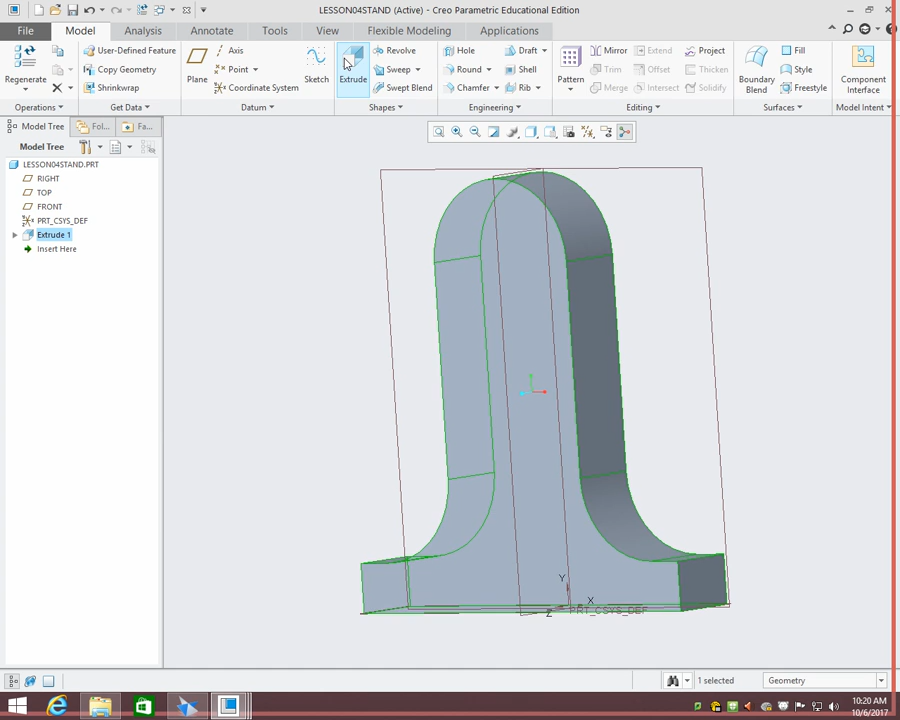 LESSON04STAND (Active) - Creo Parametric Educational Edition
File Model Analysis Annotate Tools View Flexible Modeling Applications
Regenerate
User-Defined Feature
Copy Geometry
Shrinkwrap
Plane
Axis
Point
Coordinate System
Sketch
Extrude
Revolve
Sweep
Swept Blend
Hole
Round
Chamfer
Draft
Shell
Rib
Pattern
Mirror
Trim
Merge
Extend
Offset
Intersect
Project
Thicken
Solidify
Boundary
Blend
Fill
Style
Freestyle
Component
Interface
Operations Get Data Datum Shapes Engineering Editing Surfaces Model Intent
Model Tree Fol... Fa...
Model Tree
LESSON04STAND.PRT
RIGHT
TOP
FRONT
PRT_CSYS_DEF
Extrude 1
Insert Here
Y
X
Z
PRT_CSYS_DEF
1 selected
Geometry
10:20 AM
10/6/2017